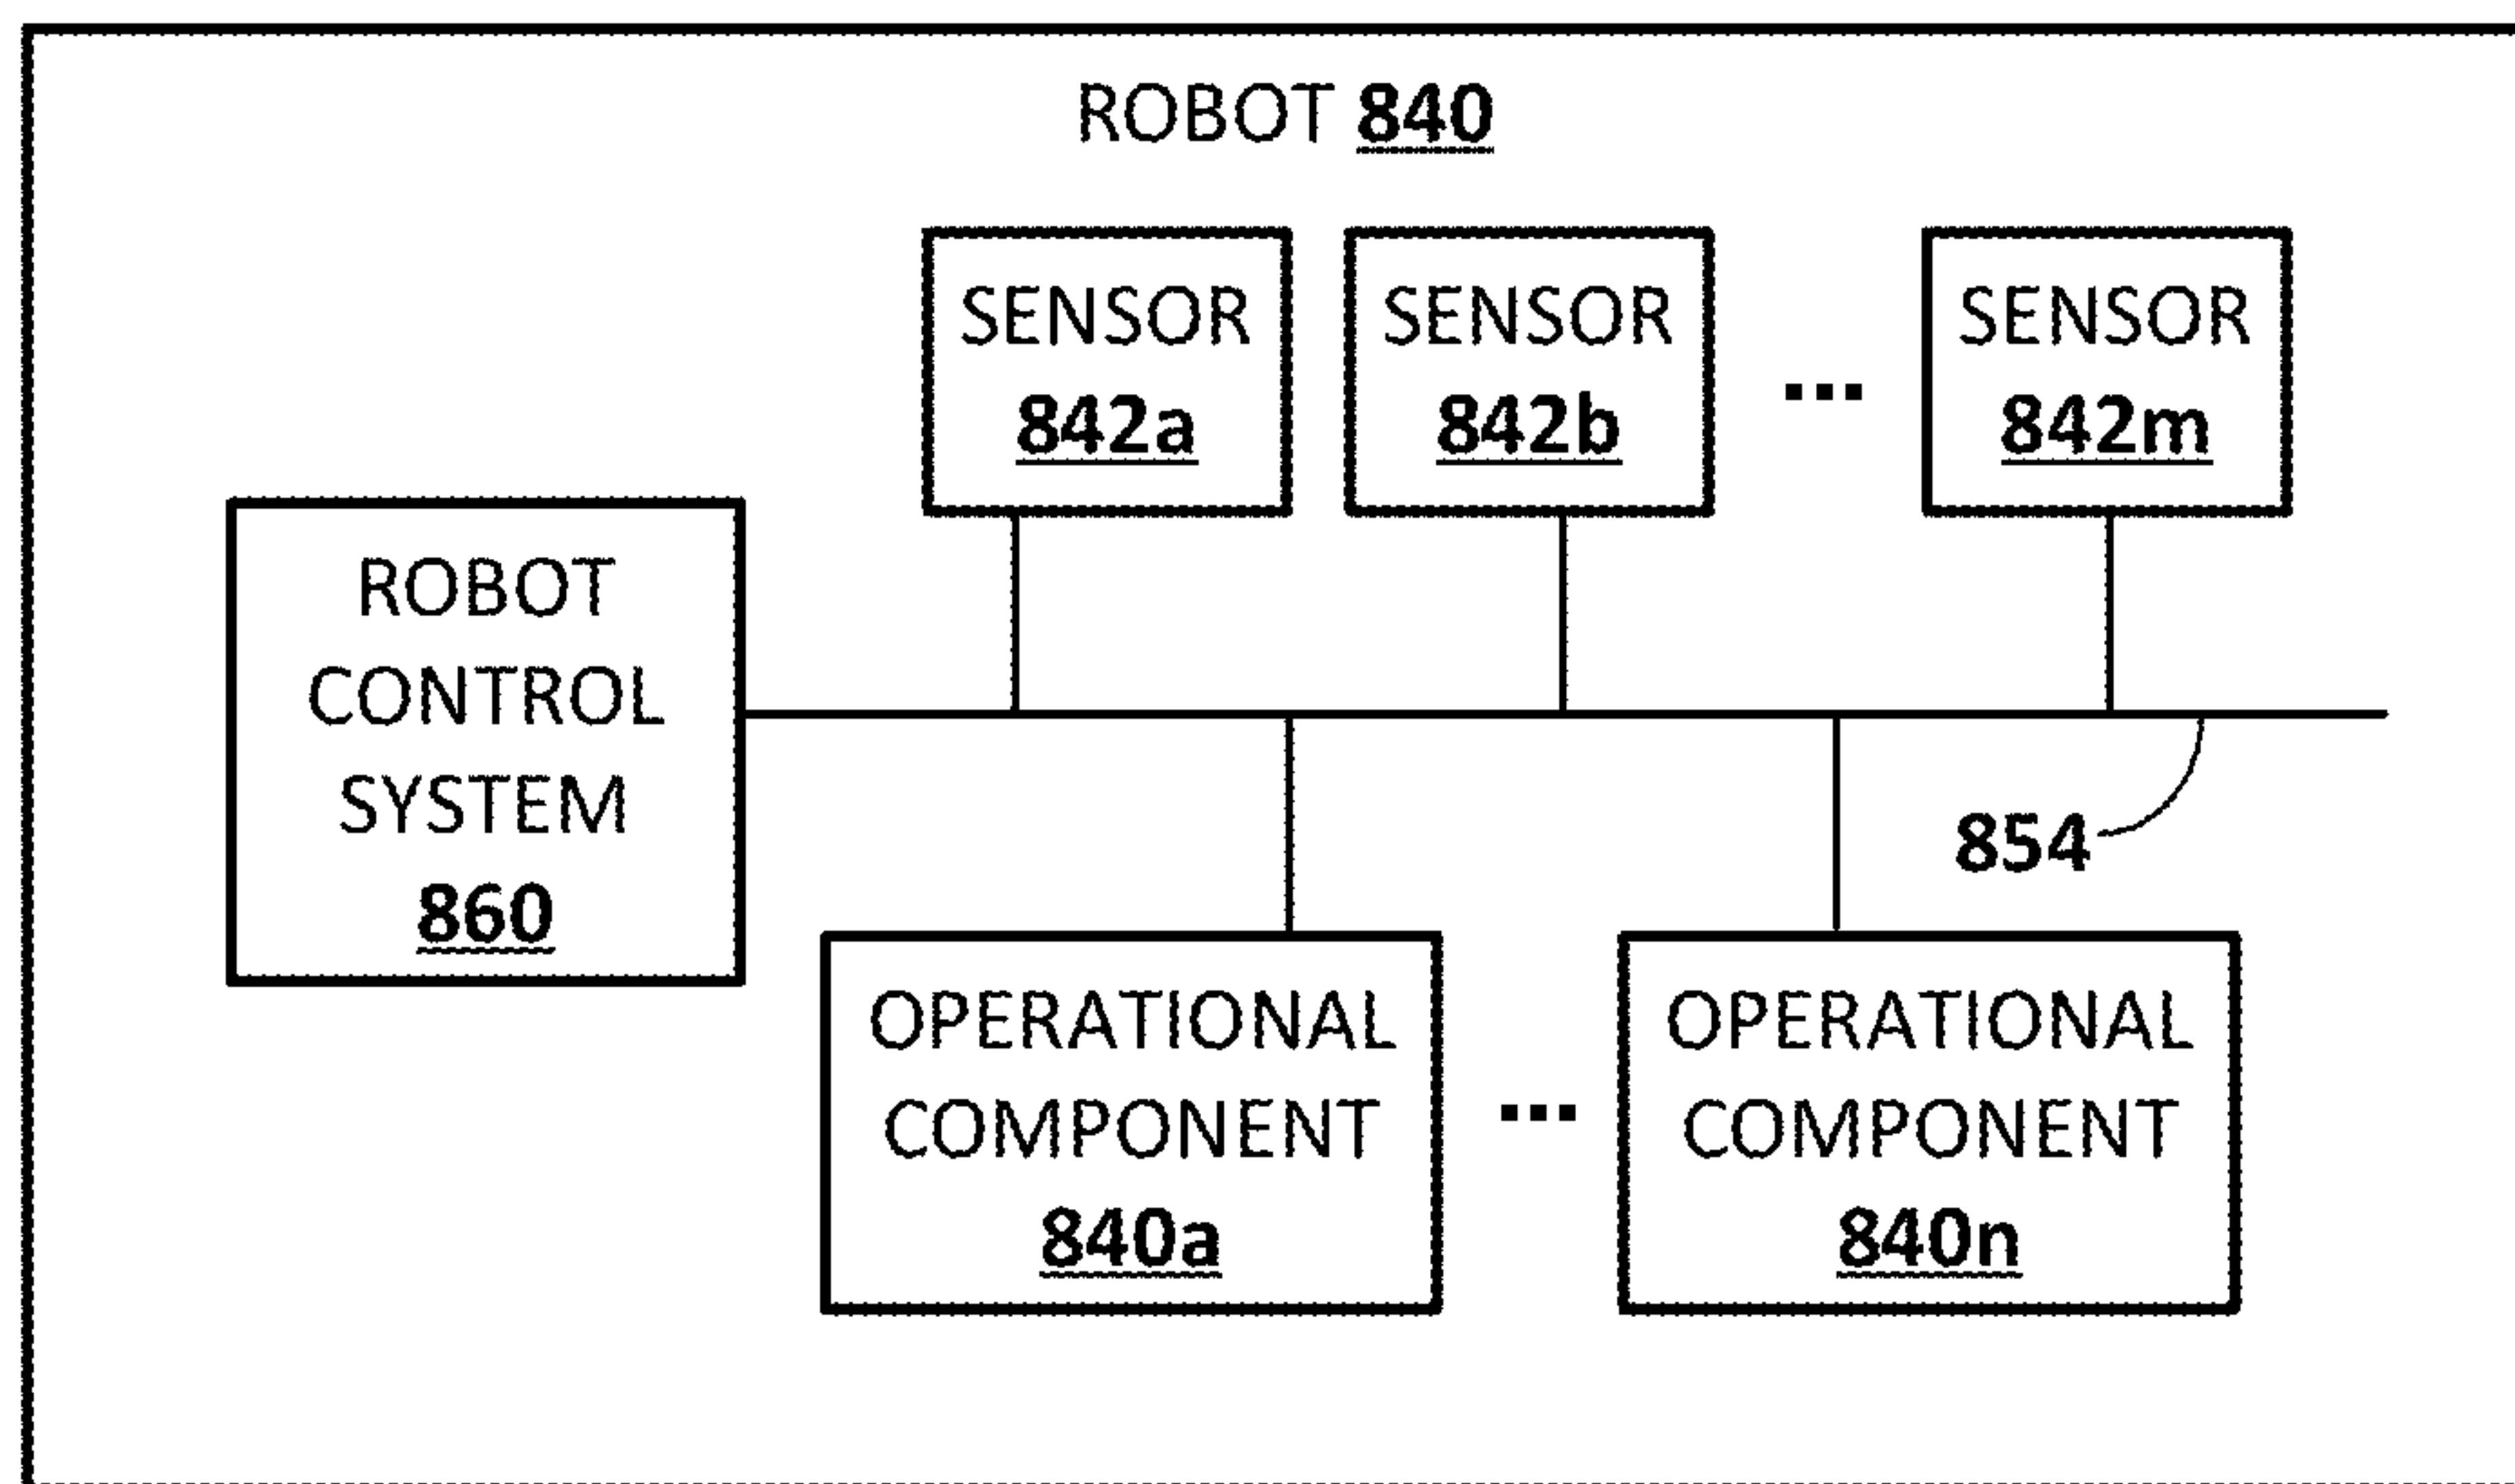 ROBOT 840
SENSOR
842a
SENSOR
842b
...
SENSOR
842m
ROBOT
CONTROL
SYSTEM
860
854
OPERATIONAL
COMPONENT
840a
...
OPERATIONAL
COMPONENT
840n